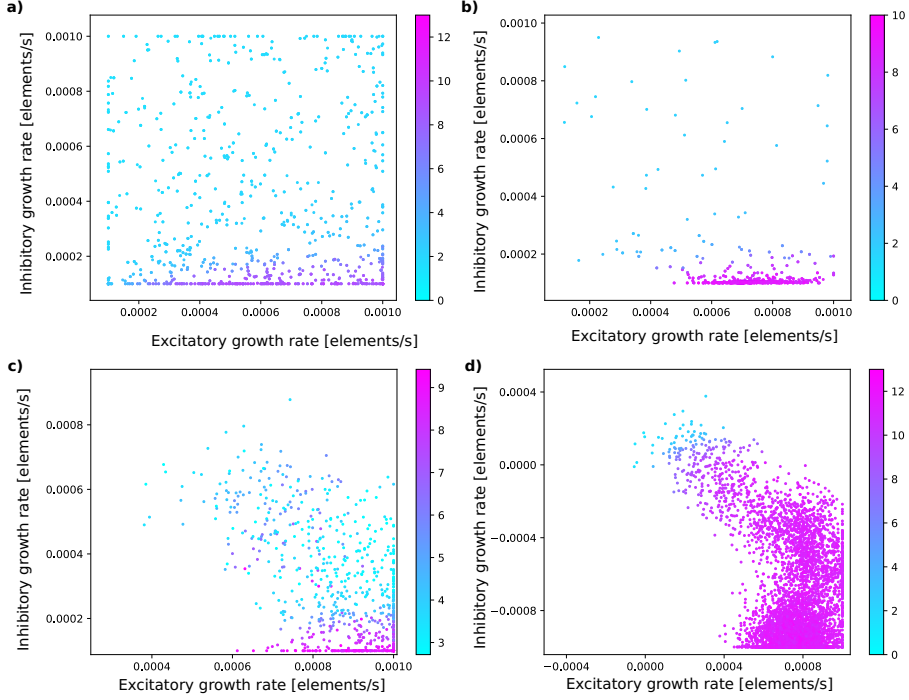 a)
Inhibitory growth rate [elements/s]
0.0010
0.0008
0.0006
0.0004
0.0002
0.0002 0.0004 0.0006 0.0008 0.0010
Excitatory growth rate [elements/s]
12
10
8
6
4
2
0
b)
Inhibitory growth rate [elements/s]
0.0010
0.0008
0.0006
0.0004
0.0002
0.0002 0.0004 0.0006 0.0008 0.0010
Excitatory growth rate [elements/s]
10
8
6
4
2
0
c)
Inhibitory growth rate [elements/s]
0.0008
0.0006
0.0004
0.0002
0.0004 0.0006 0.0008 0.0010
Excitatory growth rate [elements/s]
9
8
7
6
5
4
3
d)
Inhibitory growth rate [elements/s]
0.0004
0.0000
−0.0004
−0.0008
−0.0004 0.0000 0.0004 0.0008
Excitatory growth rate [elements/s]
12
10
8
6
4
2
0